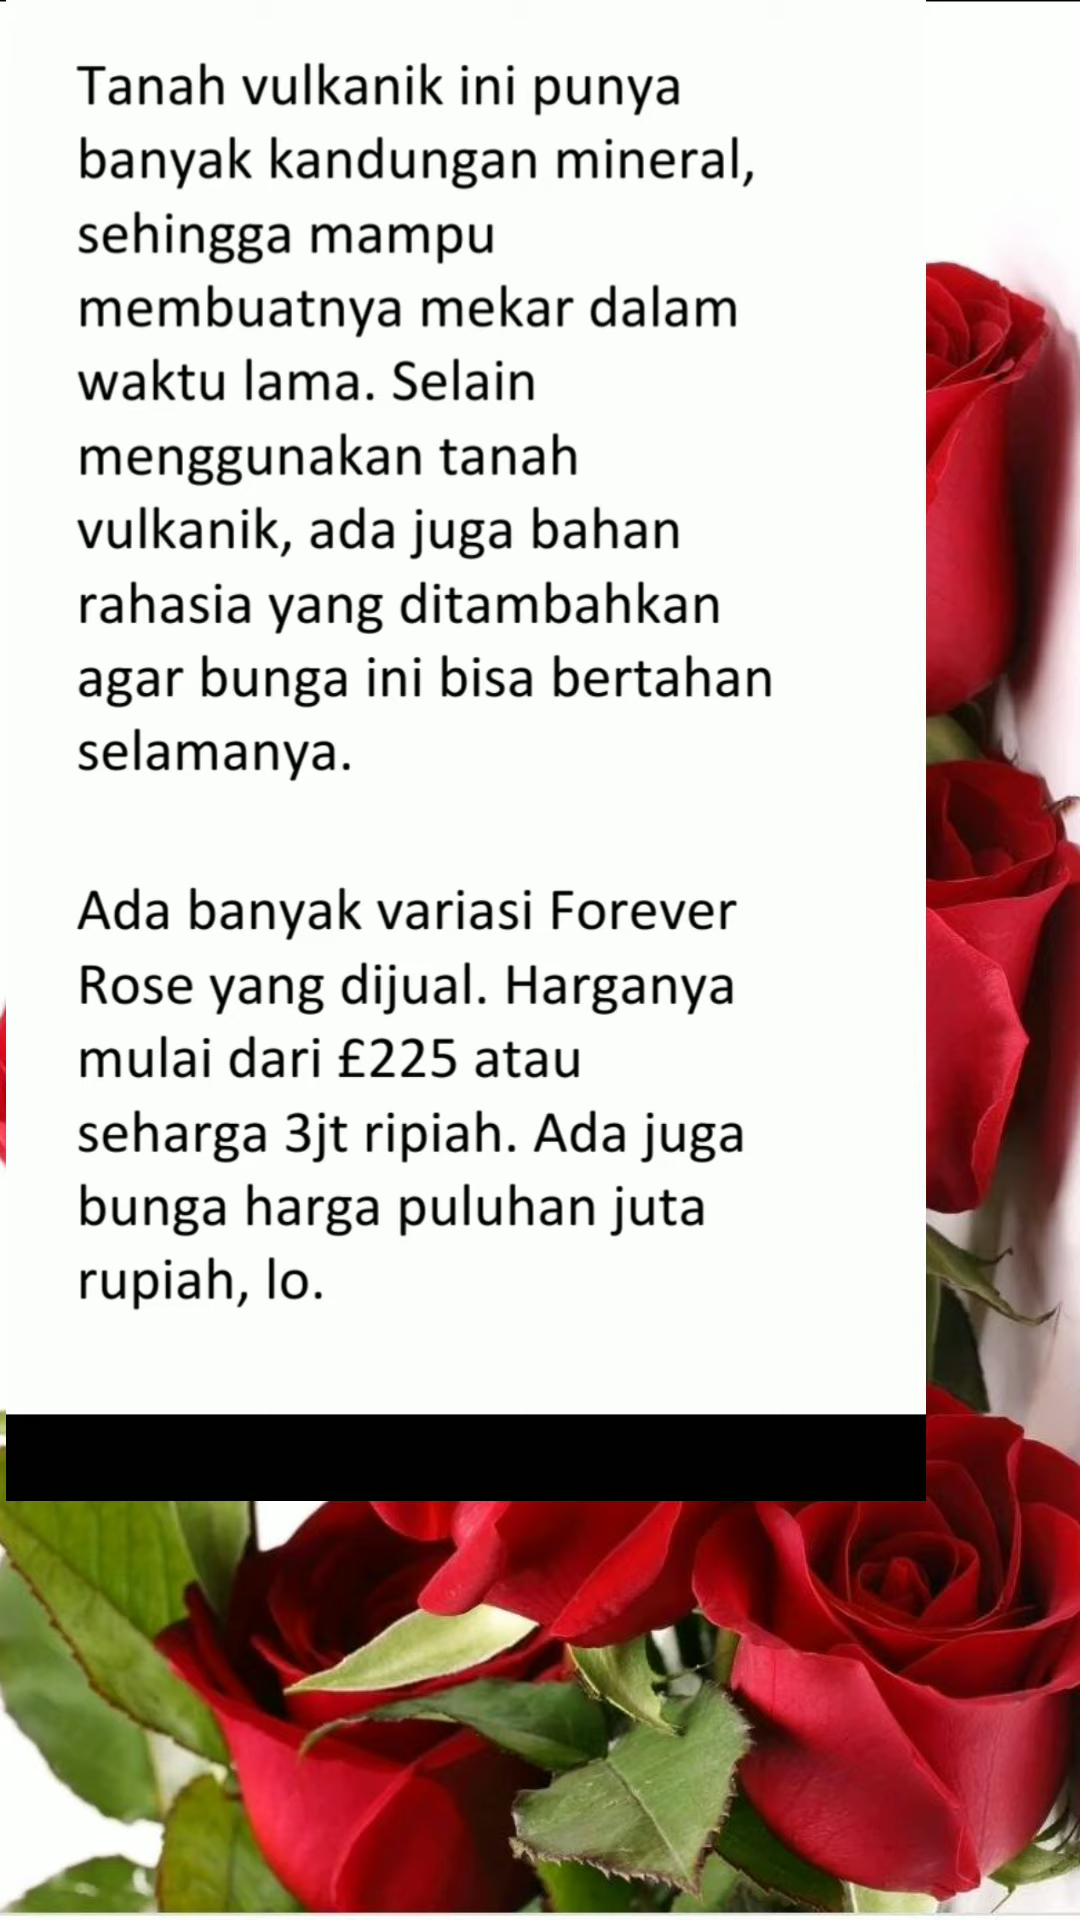 Tanah vulkanik ini punya
banyak kandungan mineral,
sehingga mampu
membuatnya mekar dalam
waktu lama. Selain
menggunakan tanah
vulkanik, ada juga bahan
rahasia yang ditambahkan
agar bunga ini bisa bertahan
selamanya.
Ada banyak variasi Forever
Rose yang dijual. Harganya
mulai dari £225 atau
seharga 3jt ripiah. Ada juga
bunga harga puluhan juta
rupiah, lo.